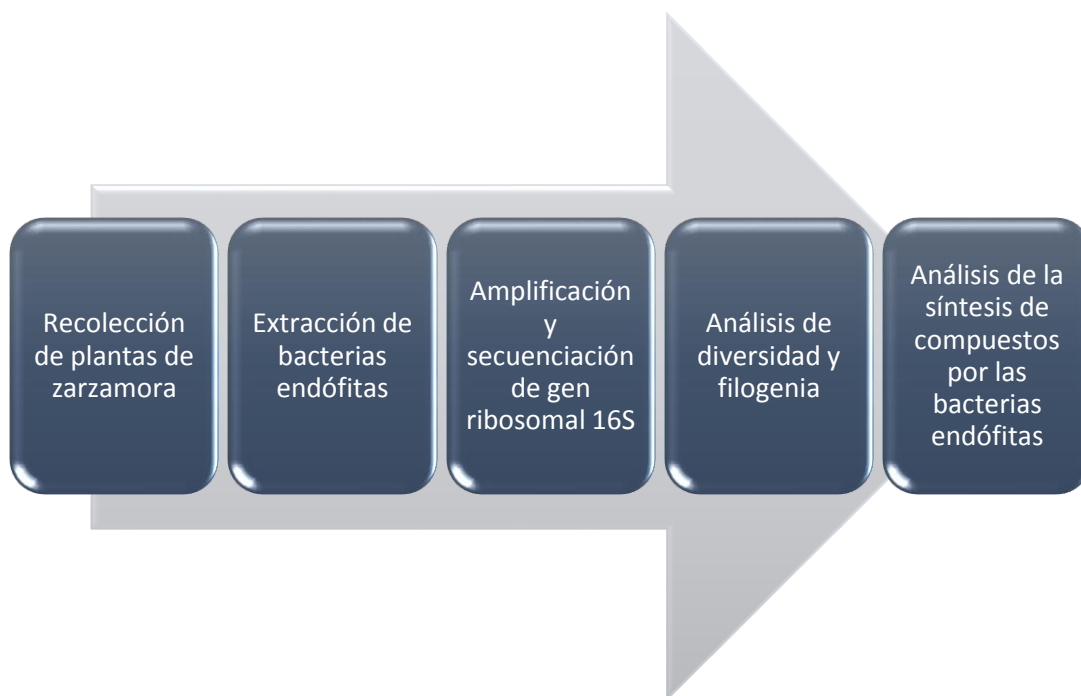 Recolección
de plantas de
zarzamora
Extracción de
bacterias
endófitas
Amplificación
y
secuenciación
de gen
ribosomal 16S
Análisis de
diversidad y
filogenia
Análisis de la
síntesis de
compuestos
por las
bacterias
endófitas